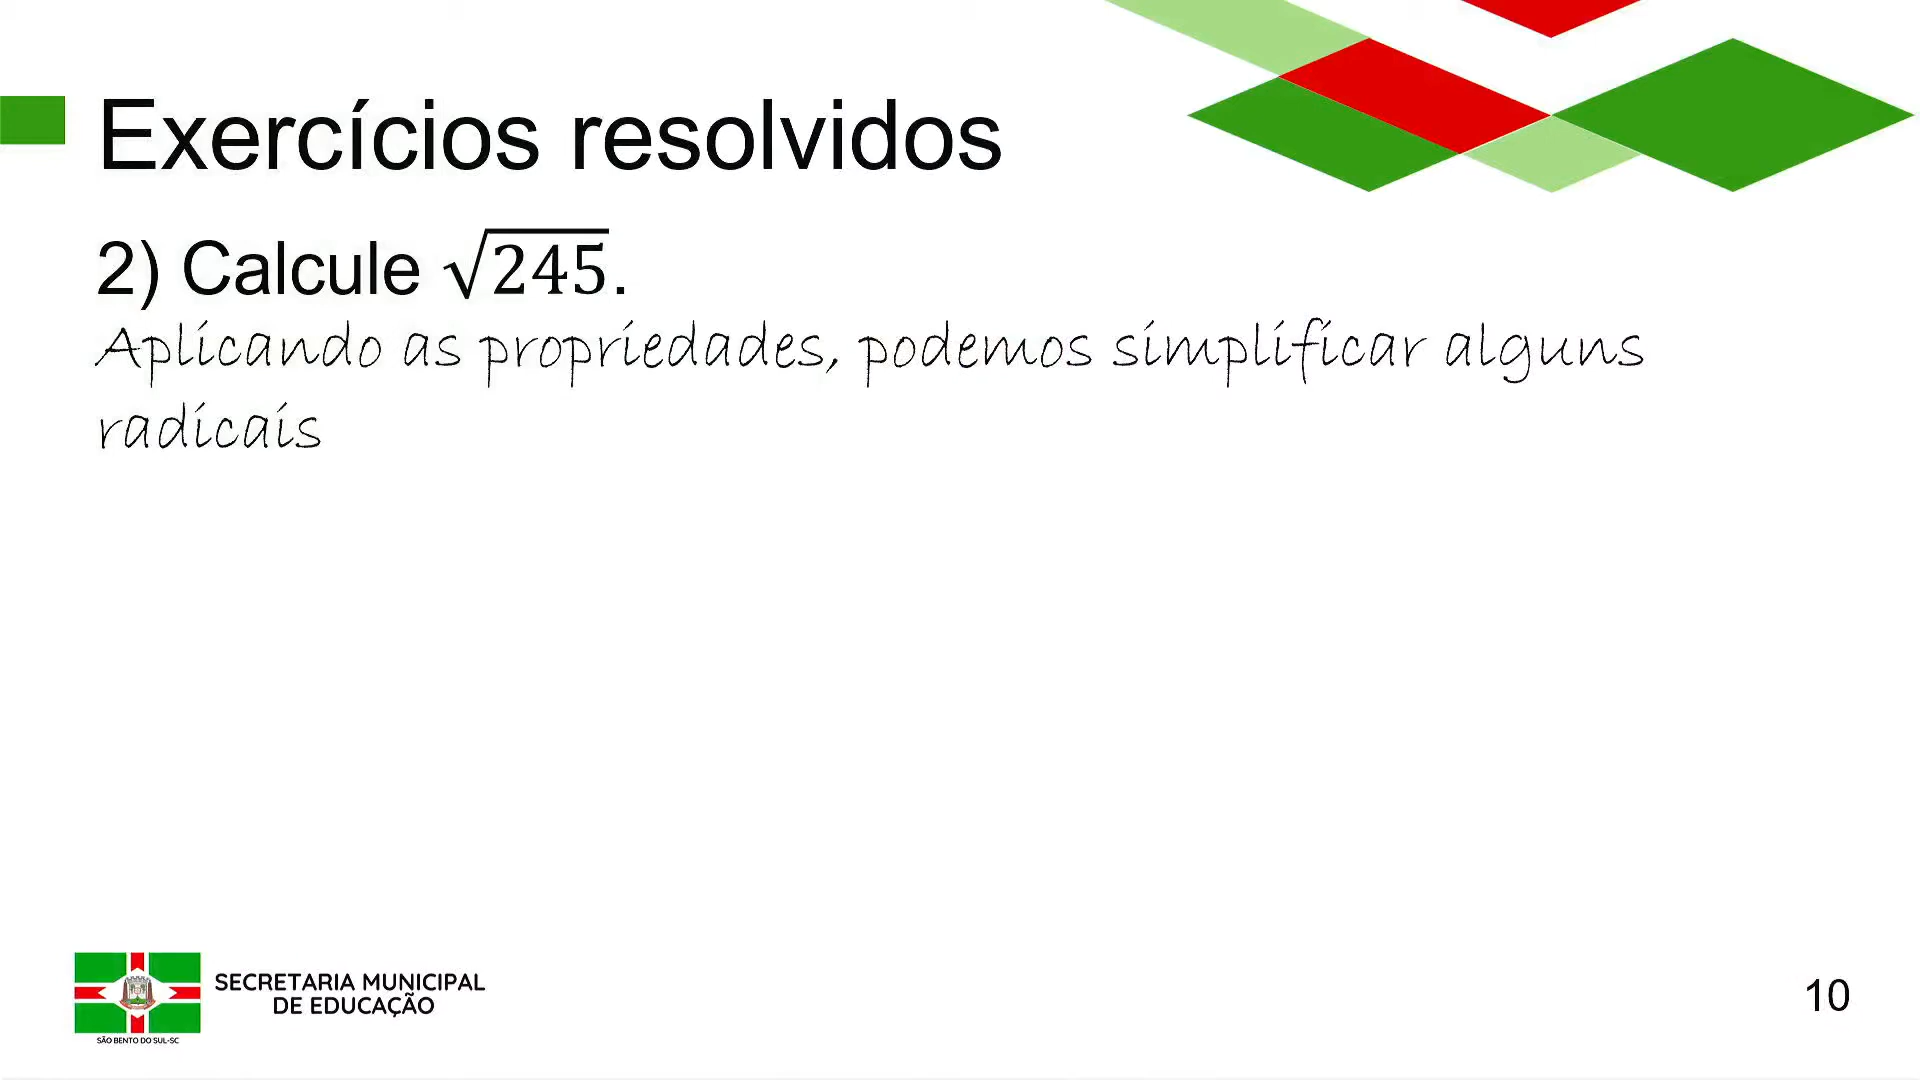 Exercícios resolvidos
2) Calcule √245.
Aplicando as propriedades, podemos simplificar alguns
radicais
SECRETARIA MUNICIPAL
DE EDUCAÇÃO
SÃO BENTO DO SUL-SC
10